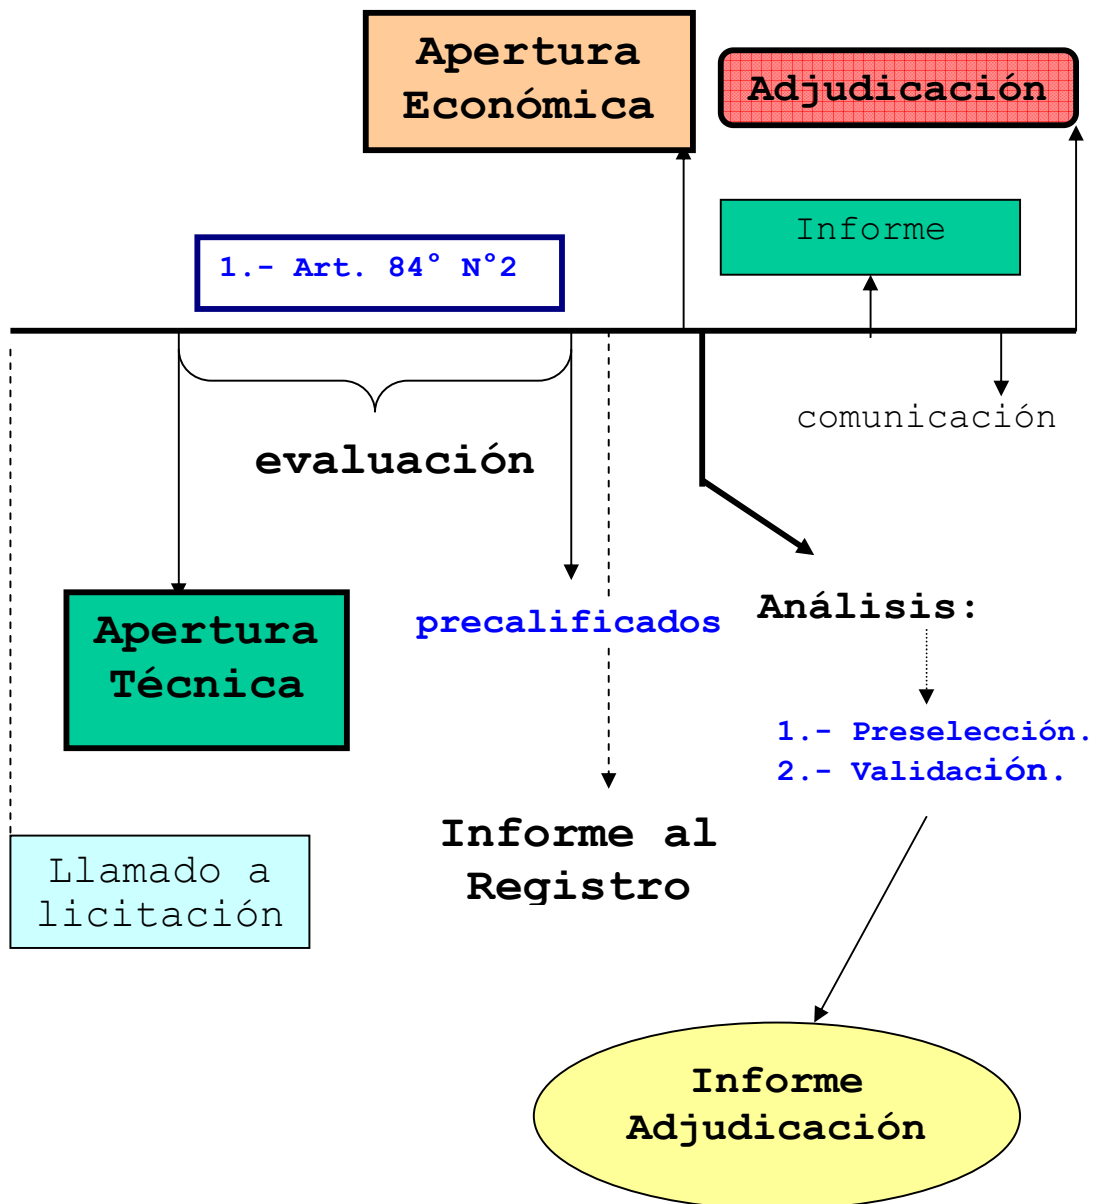 Apertura
Económica
Adjudicación
Informe
1.- Art. 84° N°2
comunicación
evaluación
Apertura
Técnica
precalificados
Análisis:
1.- Preselección.
2.- Validación.
Informe al
Registro
Llamado a
licitación
Informe
Adjudicación